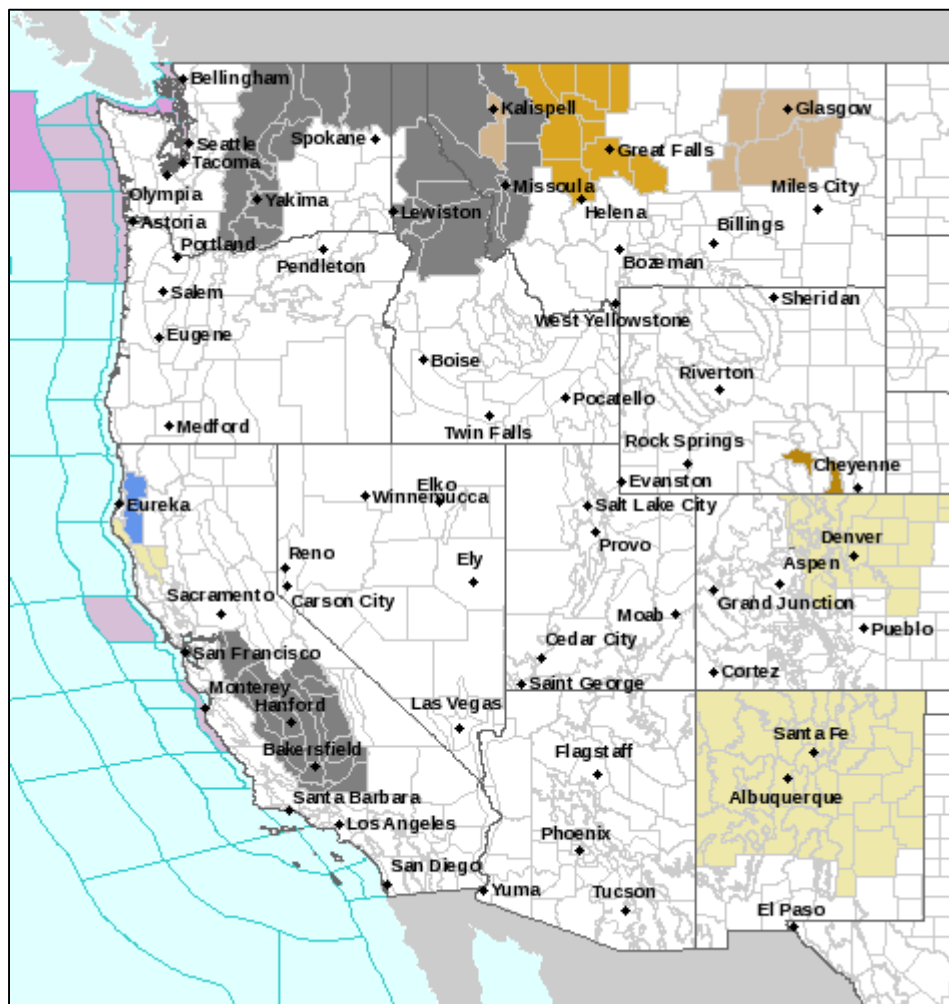 Bellingham
Kalispell
Glasgow
Spokane
Seattle
Great Falls
Tacoma
Olympia
Missoula
Miles City
Yakima
Lewiston
Helena
Astoria
Billings
Portland
Pendleton
Bozeman
Salem
Sheridan
West Yellowstone
Eugene
Boise
Riverton
Pocatello
Medford
Twin Falls
Rock Springs
Cheyenne
Elko
Evanston
Winnemucca
Eureka
Salt Lake City
Provo
Denver
Reno
Ely
Aspen
Sacramento
Carson City
Grand Junction
Moab
Pueblo
Cedar City
San Francisco
Cortez
Saint George
Monterey
Hanford
Las Vegas
Bakersfield
Flagstaff
Santa Fe
Albuquerque
Santa Barbara
Los Angeles
Phoenix
San Diego
Yuma
Tucson
El Paso